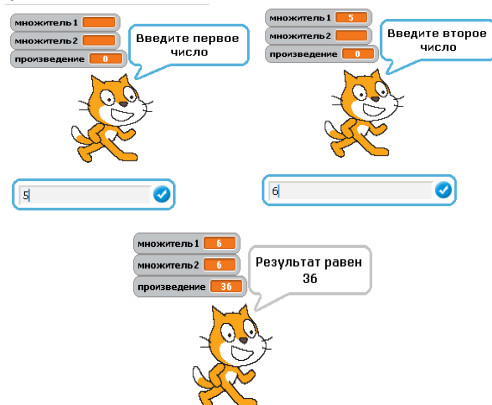 множитель1
множитель2
произведение 0
Введите первое
число
5
множитель1 5
множитель2
произведение 0
Введите второе
число
6
множитель1 6
множитель2 6
произведение 36
Результат равен
36